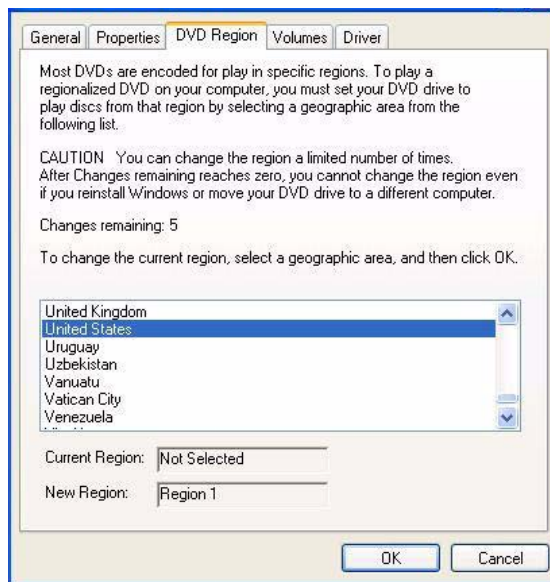 General Properties DVD Region Volumes Driver
Most DVDs are encoded for play in specific regions. To play a
regionalized DVD on your computer, you must set your DVD drive to
play discs from that region by selecting a geographic area from the
following list.
CAUTION You can change the region a limited number of times.
After Changes remaining reaches zero, you cannot change the region even
if you reinstall Windows or move your DVD drive to a different computer.
Changes remaining: 5
To change the current region, select a geographic area, and then click OK.
United Kingdom
United States
Uruguay
Uzbekistan
Vanuatu
Vatican City
Venezuela
Current Region: Not Selected
New Region: Region 1
OK Cancel